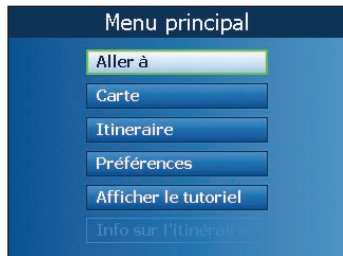 Menu principal
Aller à
Carte
Itineraire
Préférences
Afficher le tutoriel
Info sur l'itinéraire